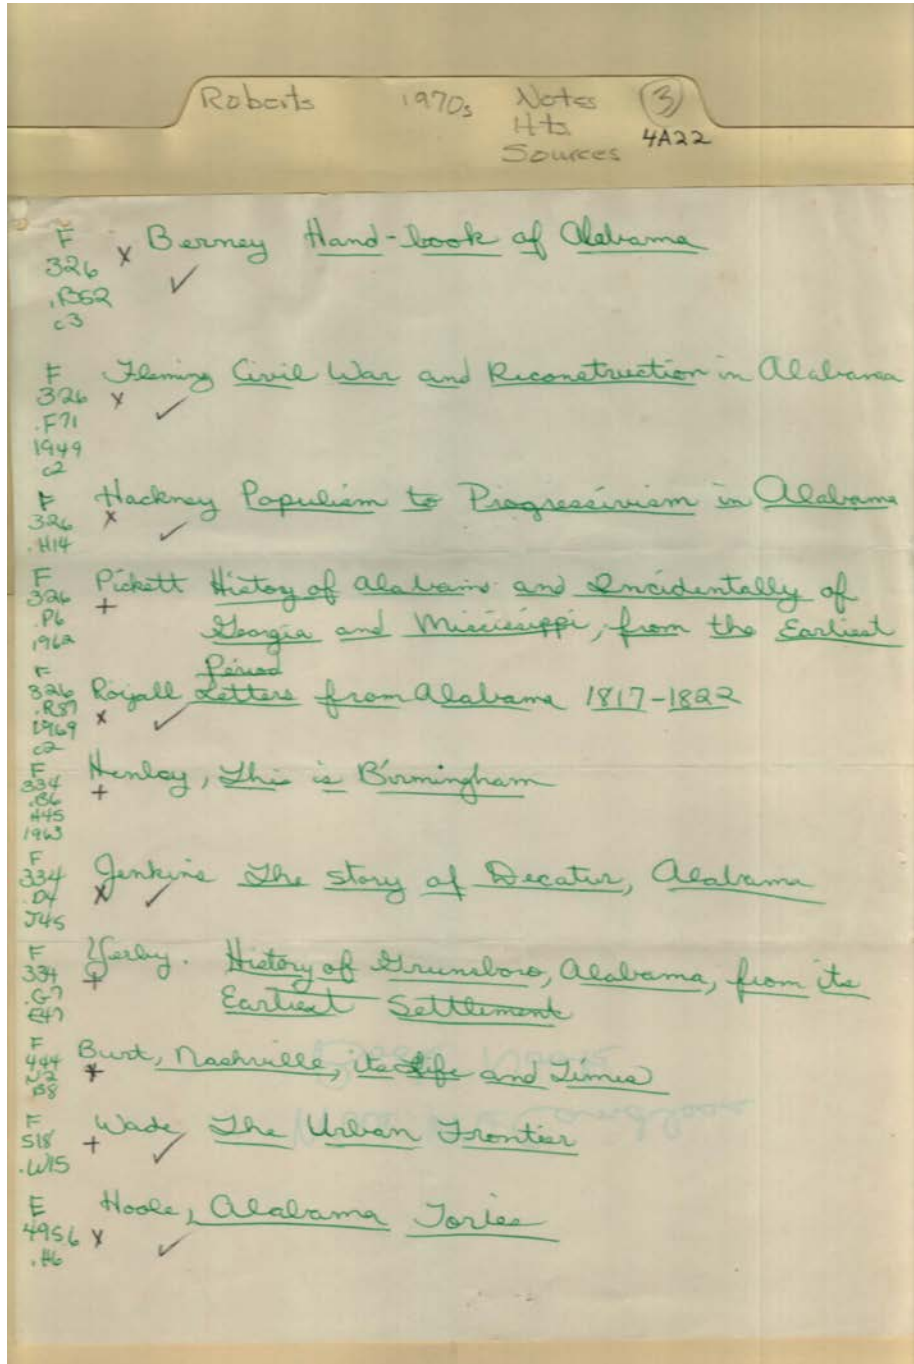 Roberts 1970s Notes 3
Hts 4A22
Sources
F Berney Hand-book of Alabama
326 x ✓
.B52
c3
F Fleming Civil War and Reconstruction in Alabama
326 x ✓
.F71
1949
c2
F Hackney Populism to Progressivism in Alabama
326 x ✓
.H14
F Pickett History of Alabama and Incidentally of
326 +
.P6 Georgia and Mississippi, from the Earliest
1962
F Period
326 Royall Letters from Alabama 1817-1822
.R87 x ✓
1969
c2
F Henley, This is Birmingham
334 +
.B6
H45
1963
F Jenkins The Story of Decatur, Alabama
334 x ✓
.D4
J45
F Yerby. History of Greensboro, Alabama, from its
334 +
.G7 Earliest Settlement
E47
F Burt, Nashville, its Life and Times
444
N2
B8
F Wade, The Urban Frontier
518 + ✓
.W15
E Hoole, Alabama Tories
4956 x ✓
.H6